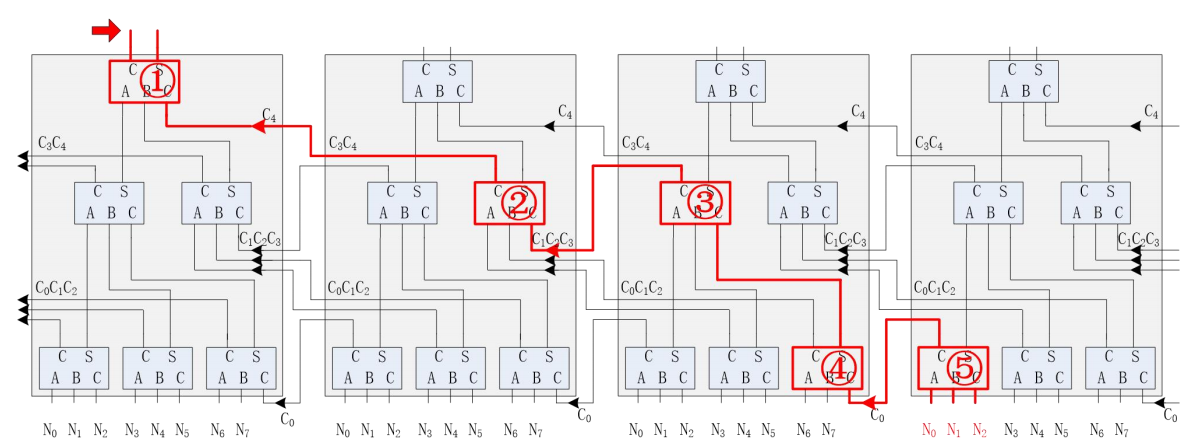 C S C S C S C S
① A B C A B C A B C A B C
C₄ C₄ C₄ C₄
C₃C₄ C₃C₄ C₃C₄ C₃C₄
C S C S C S C S C S C S C S C S
A B C A B C A B C A B C A B C A B C A B C A B C
② ③
C₁C₂C₃ C₁C₂C₃ C₁C₂C₃ C₁C₂C₃
C₀C₁C₂ C₀C₁C₂ C₀C₁C₂ C₀C₁C₂
C S C S C S C S C S C S C S C S C S C S C S C S
A B C A B C A B C A B C A B C A B C A B C A B C A B C A B C A B C A B C
④ ⑤
C₀ C₀ C₀ C₀
N₀ N₁ N₂ N₃ N₄ N₅ N₆ N₇ N₀ N₁ N₂ N₃ N₄ N₅ N₆ N₇ N₀ N₁ N₂ N₃ N₄ N₅ N₆ N₇ N₀ N₁ N₂ N₃ N₄ N₅ N₆ N₇